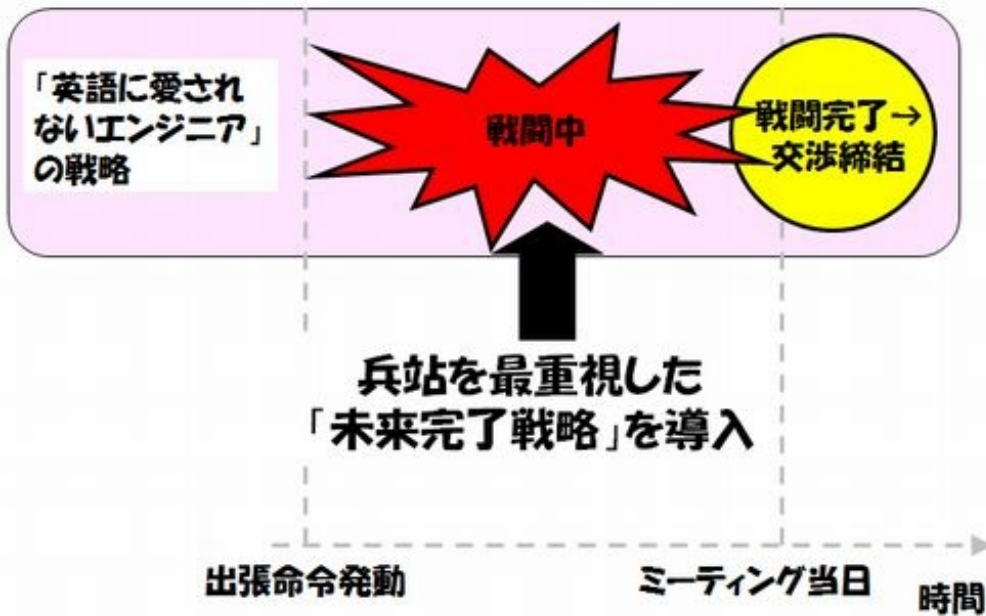 「英語に愛され
ないエンジニア」
の戦略
戦闘中
戦闘完了→
交渉締結
兵站を最重視した
「未来完了戦略」を導入
出張命令発動
ミーティング当日
時間